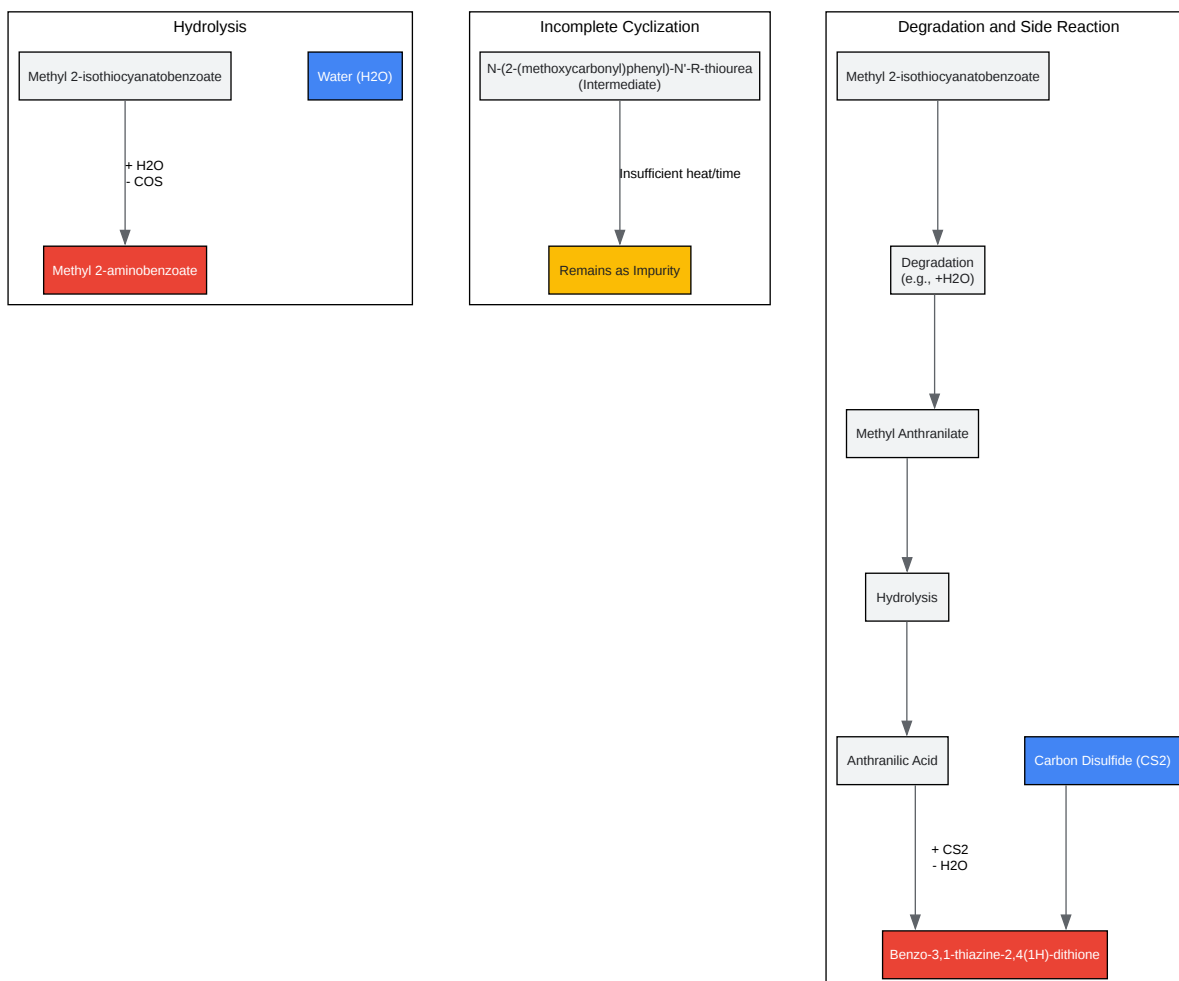 Hydrolysis
Methyl 2-isothiocyanatobenzoate
Water (H2O)
+ H2O
- COS
Methyl 2-aminobenzoate
Incomplete Cyclization
N-(2-(methoxycarbonyl)phenyl)-N'-R-thiourea
(Intermediate)
Insufficient heat/time
Remains as Impurity
Degradation and Side Reaction
Methyl 2-isothiocyanatobenzoate
Degradation
(e.g., +H2O)
Methyl Anthranilate
Hydrolysis
Anthranilic Acid
Carbon Disulfide (CS2)
+ CS2
- H2O
Benzo-3,1-thiazine-2,4(1H)-dithione